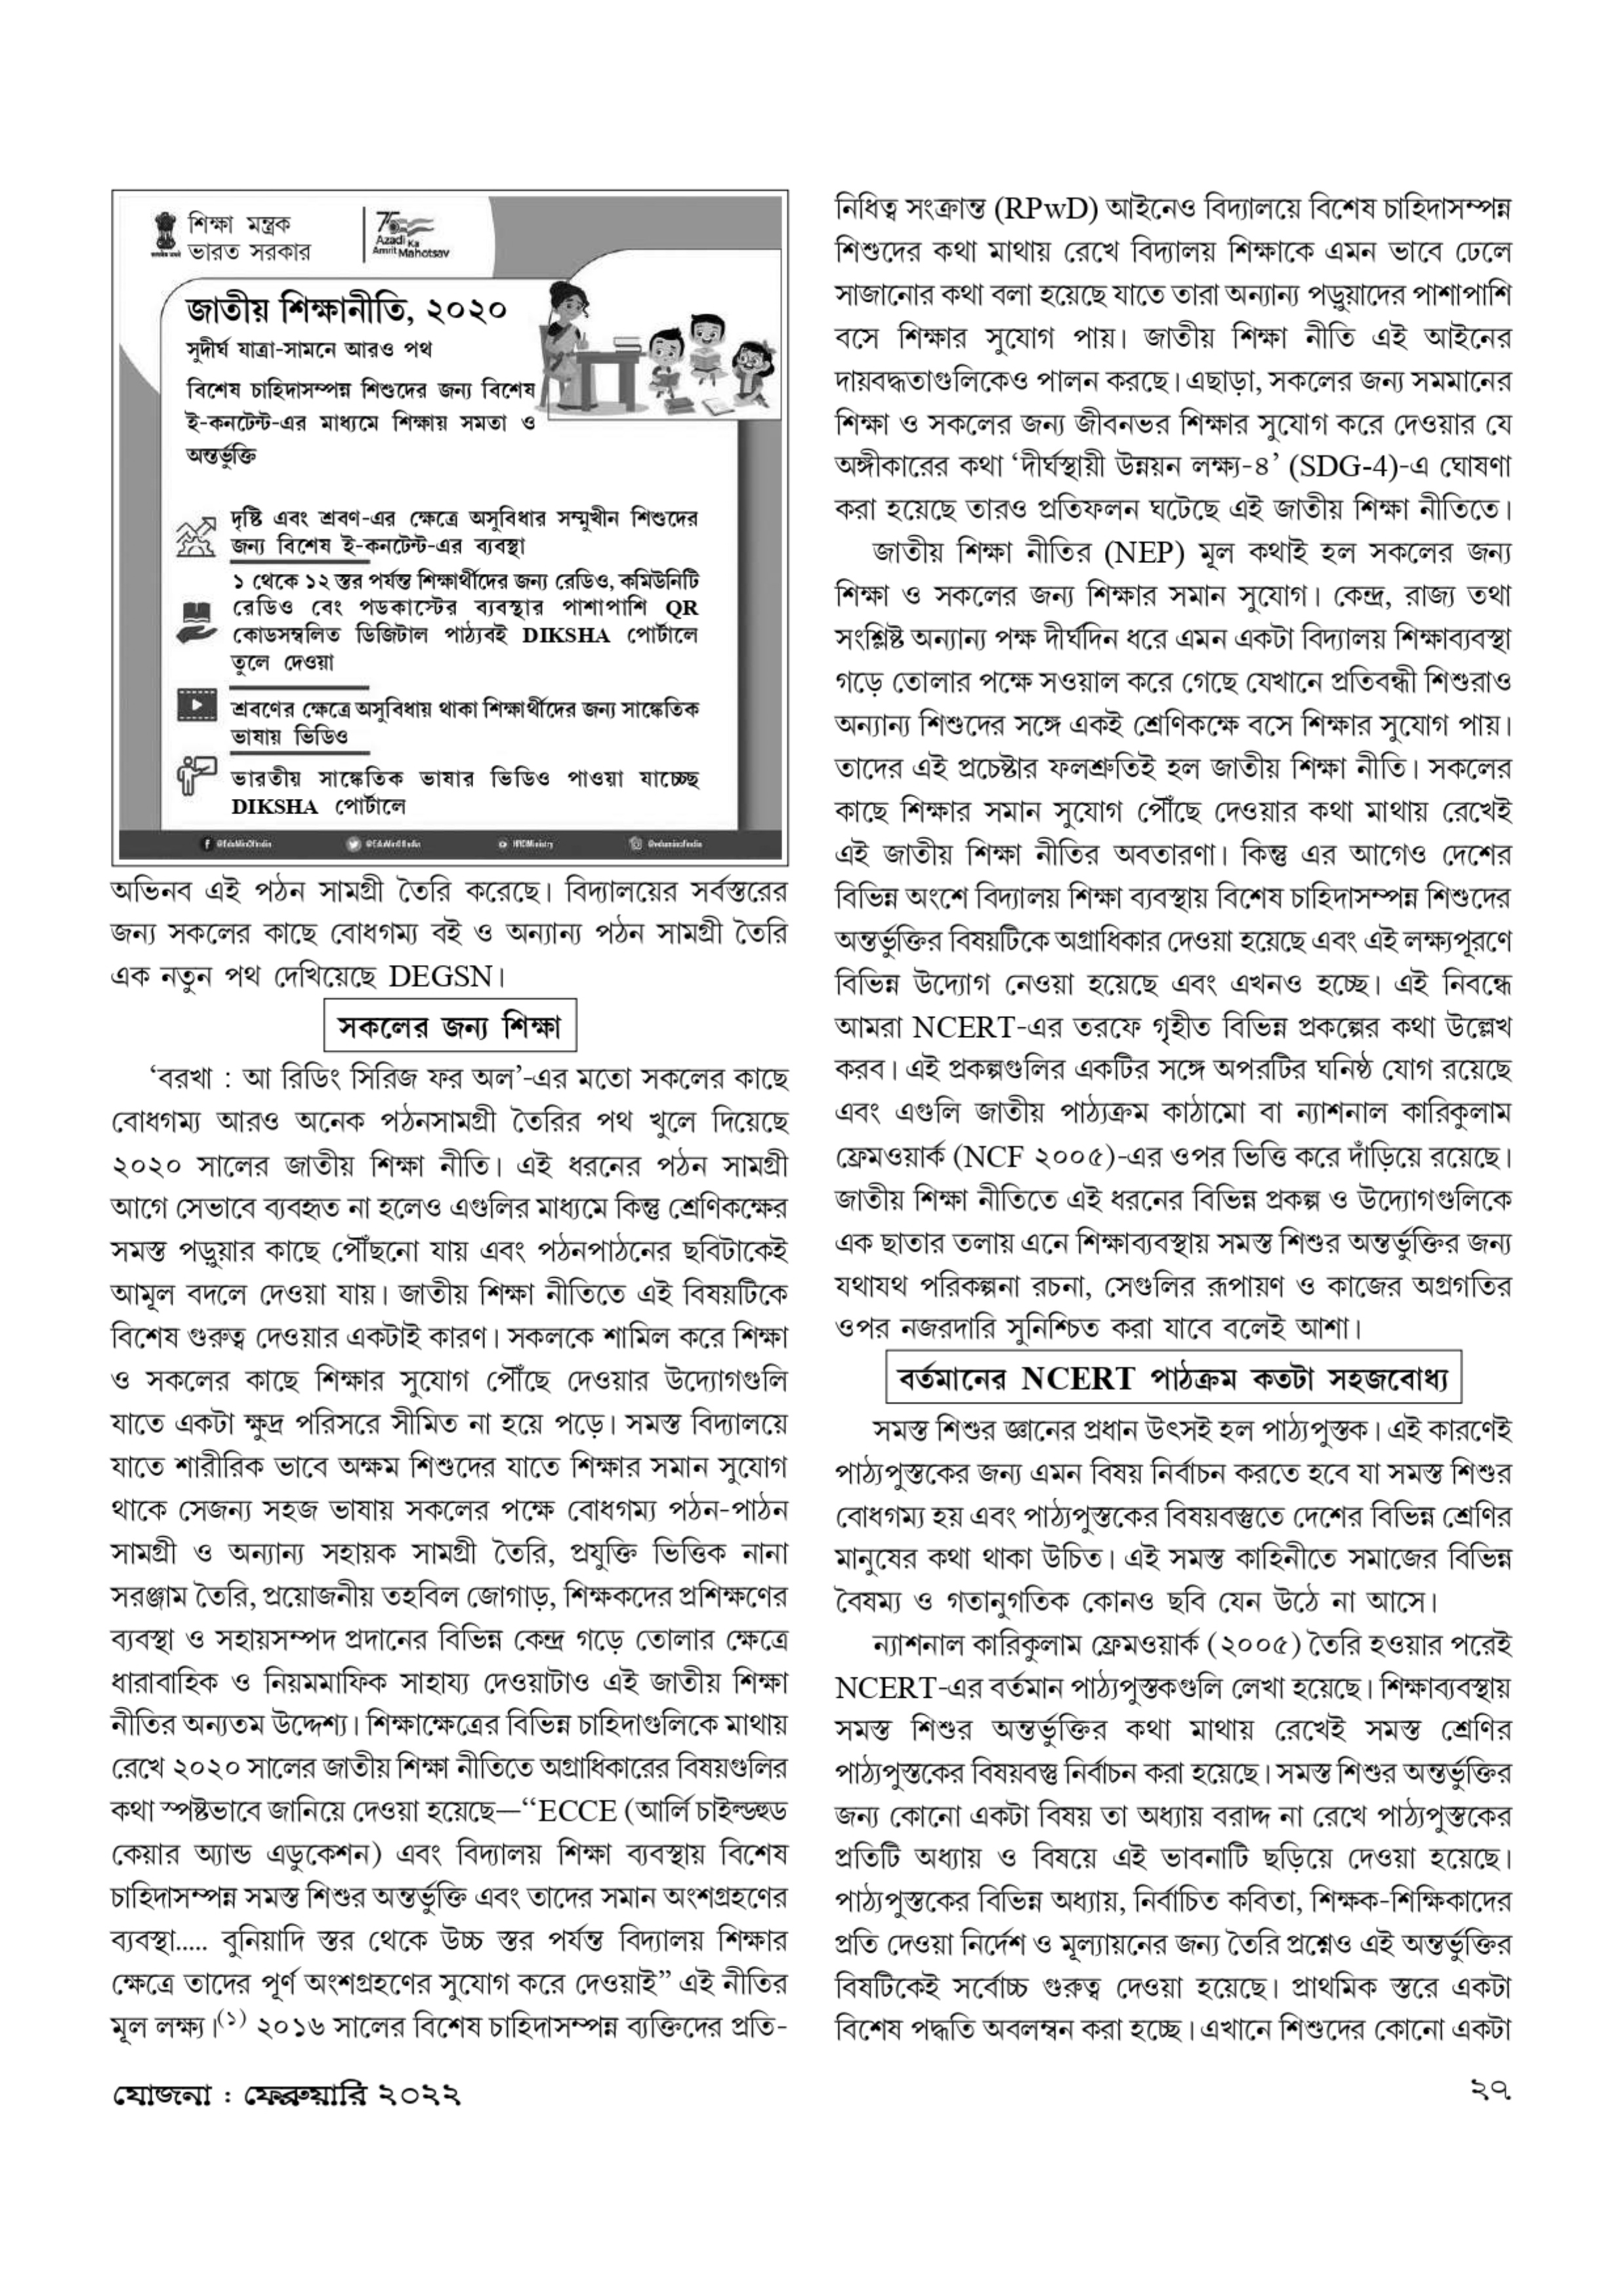 শিক্ষা মন্ত্রক
ভারত সরকার
75
Azadi Ka
Amrit Mahotsav
জাতীয় শিক্ষানীতি, ২০২০
সুদীর্ঘ যাত্রা-সামনে আরও পথ
বিশেষ চাহিদাসম্পন্ন শিশুদের জন্য বিশেষ
ই-কনটেন্ট-এর মাধ্যমে শিক্ষায় সমতা ও
অন্তর্ভুক্তি
দৃষ্টি এবং শ্রবণ-এর ক্ষেত্রে অসুবিধার সম্মুখীন শিশুদের
জন্য বিশেষ ই-কনটেন্ট-এর ব্যবস্থা
১ থেকে ১২ স্তর পর্যন্ত শিক্ষার্থীদের জন্য রেডিও, কমিউনিটি
রেডিও বেং পডকাস্টের ব্যবস্থার পাশাপাশি QR
কোডসম্বলিত ডিজিটাল পাঠ্যবই DIKSHA পোর্টালে
তুলে দেওয়া
শ্রবণের ক্ষেত্রে অসুবিধায় থাকা শিক্ষার্থীদের জন্য সাঙ্কেতিক
ভাষায় ভিডিও
ভারতীয় সাঙ্কেতিক ভাষার ভিডিও পাওয়া যাচ্ছেছ
DIKSHA পোর্টালে
অভিনব এই পঠন সামগ্রী তৈরি করেছে। বিদ্যালয়ের সর্বস্তরের
জন্য সকলের কাছে বোধগম্য বই ও অন্যান্য পঠন সামগ্রী তৈরি
এক নতুন পথ দেখিয়েছে DEGSN।
সকলের জন্য শিক্ষা
‘বরখা : আ রিডিং সিরিজ ফর অল’-এর মতো সকলের কাছে
বোধগম্য আরও অনেক পঠনসামগ্রী তৈরির পথ খুলে দিয়েছে
২০২০ সালের জাতীয় শিক্ষা নীতি। এই ধরনের পঠন সামগ্রী
আগে সেভাবে ব্যবহৃত না হলেও এগুলির মাধ্যমে কিন্তু শ্রেণিকক্ষের
সমস্ত পড়ুয়ার কাছে পৌঁছনো যায় এবং পঠনপাঠনের ছবিটাকেই
আমূল বদলে দেওয়া যায়। জাতীয় শিক্ষা নীতিতে এই বিষয়টিকে
বিশেষ গুরুত্ব দেওয়ার একটাই কারণ। সকলকে শামিল করে শিক্ষা
ও সকলের কাছে শিক্ষার সুযোগ পৌঁছে দেওয়ার উদ্যোগগুলি
যাতে একটা ক্ষুদ্র পরিসরে সীমিত না হয়ে পড়ে। সমস্ত বিদ্যালয়ে
যাতে শারীরিক ভাবে অক্ষম শিশুদের যাতে শিক্ষার সমান সুযোগ
থাকে সেজন্য সহজ ভাষায় সকলের পক্ষে বোধগম্য পঠন-পাঠন
সামগ্রী ও অন্যান্য সহায়ক সামগ্রী তৈরি, প্রযুক্তি ভিত্তিক নানা
সরঞ্জাম তৈরি, প্রয়োজনীয় তহবিল জোগাড়, শিক্ষকদের প্রশিক্ষণের
ব্যবস্থা ও সহায়সম্পদ প্রদানের বিভিন্ন কেন্দ্র গড়ে তোলার ক্ষেত্রে
ধারাবাহিক ও নিয়মমাফিক সাহায্য দেওয়াটাও এই জাতীয় শিক্ষা
নীতির অন্যতম উদ্দেশ্য। শিক্ষাক্ষেত্রের বিভিন্ন চাহিদাগুলিকে মাথায়
রেখে ২০২০ সালের জাতীয় শিক্ষা নীতিতে অগ্রাধিকারের বিষয়গুলির
কথা স্পষ্টভাবে জানিয়ে দেওয়া হয়েছে—“ECCE (আর্লি চাইল্ডহুড
কেয়ার অ্যান্ড এডুকেশন) এবং বিদ্যালয় শিক্ষা ব্যবস্থায় বিশেষ
চাহিদাসম্পন্ন সমস্ত শিশুর অন্তর্ভুক্তি এবং তাদের সমান অংশগ্রহণের
ব্যবস্থা..... বুনিয়াদি স্তর থেকে উচ্চ স্তর পর্যন্ত বিদ্যালয় শিক্ষার
ক্ষেত্রে তাদের পূর্ণ অংশগ্রহণের সুযোগ করে দেওয়াই” এই নীতির
মূল লক্ষ্য।(১) ২০১৬ সালের বিশেষ চাহিদাসম্পন্ন ব্যক্তিদের প্রতি-
নিধিত্ব সংক্রান্ত (RPwD) আইনেও বিদ্যালয়ে বিশেষ চাহিদাসম্পন্ন
শিশুদের কথা মাথায় রেখে বিদ্যালয় শিক্ষাকে এমন ভাবে ঢেলে
সাজানোর কথা বলা হয়েছে যাতে তারা অন্যান্য পড়ুয়াদের পাশাপাশি
বসে শিক্ষার সুযোগ পায়। জাতীয় শিক্ষা নীতি এই আইনের
দায়বদ্ধতাগুলিকেও পালন করছে। এছাড়া, সকলের জন্য সমমানের
শিক্ষা ও সকলের জন্য জীবনভর শিক্ষার সুযোগ করে দেওয়ার যে
অঙ্গীকারের কথা ‘দীর্ঘস্থায়ী উন্নয়ন লক্ষ্য-৪’ (SDG-4)-এ ঘোষণা
করা হয়েছে তারও প্রতিফলন ঘটেছে এই জাতীয় শিক্ষা নীতিতে।
জাতীয় শিক্ষা নীতির (NEP) মূল কথাই হল সকলের জন্য
শিক্ষা ও সকলের জন্য শিক্ষার সমান সুযোগ। কেন্দ্র, রাজ্য তথা
সংশ্লিষ্ট অন্যান্য পক্ষ দীর্ঘদিন ধরে এমন একটা বিদ্যালয় শিক্ষাব্যবস্থা
গড়ে তোলার পক্ষে সওয়াল করে গেছে যেখানে প্রতিবন্ধী শিশুরাও
অন্যান্য শিশুদের সঙ্গে একই শ্রেণিকক্ষে বসে শিক্ষার সুযোগ পায়।
তাদের এই প্রচেষ্টার ফলশ্রুতিই হল জাতীয় শিক্ষা নীতি। সকলের
কাছে শিক্ষার সমান সুযোগ পৌঁছে দেওয়ার কথা মাথায় রেখেই
এই জাতীয় শিক্ষা নীতির অবতারণা। কিন্তু এর আগেও দেশের
বিভিন্ন অংশে বিদ্যালয় শিক্ষা ব্যবস্থায় বিশেষ চাহিদাসম্পন্ন শিশুদের
অন্তর্ভুক্তির বিষয়টিকে অগ্রাধিকার দেওয়া হয়েছে এবং এই লক্ষ্যপূরণে
বিভিন্ন উদ্যোগ নেওয়া হয়েছে এবং এখনও হচ্ছে। এই নিবন্ধে
আমরা NCERT-এর তরফে গৃহীত বিভিন্ন প্রকল্পের কথা উল্লেখ
করব। এই প্রকল্পগুলির একটির সঙ্গে অপরটির ঘনিষ্ঠ যোগ রয়েছে
এবং এগুলি জাতীয় পাঠ্যক্রম কাঠামো বা ন্যাশনাল কারিকুলাম
ফ্রেমওয়ার্ক (NCF ২০০৫)-এর ওপর ভিত্তি করে দাঁড়িয়ে রয়েছে।
জাতীয় শিক্ষা নীতিতে এই ধরনের বিভিন্ন প্রকল্প ও উদ্যোগগুলিকে
এক ছাতার তলায় এনে শিক্ষাব্যবস্থায় সমস্ত শিশুর অন্তর্ভুক্তির জন্য
যথাযথ পরিকল্পনা রচনা, সেগুলির রূপায়ণ ও কাজের অগ্রগতির
ওপর নজরদারি সুনিশ্চিত করা যাবে বলেই আশা।
বর্তমানের NCERT পাঠক্রম কতটা সহজবোধ্য
সমস্ত শিশুর জ্ঞানের প্রধান উৎসই হল পাঠ্যপুস্তক। এই কারণেই
পাঠ্যপুস্তকের জন্য এমন বিষয় নির্বাচন করতে হবে যা সমস্ত শিশুর
বোধগম্য হয় এবং পাঠ্যপুস্তকের বিষয়বস্তুতে দেশের বিভিন্ন শ্রেণির
মানুষের কথা থাকা উচিত। এই সমস্ত কাহিনীতে সমাজের বিভিন্ন
বৈষম্য ও গতানুগতিক কোনও ছবি যেন উঠে না আসে।
ন্যাশনাল কারিকুলাম ফ্রেমওয়ার্ক (২০০৫) তৈরি হওয়ার পরেই
NCERT-এর বর্তমান পাঠ্যপুস্তকগুলি লেখা হয়েছে। শিক্ষাব্যবস্থায়
সমস্ত শিশুর অন্তর্ভুক্তির কথা মাথায় রেখেই সমস্ত শ্রেণির
পাঠ্যপুস্তকের বিষয়বস্তু নির্বাচন করা হয়েছে। সমস্ত শিশুর অন্তর্ভুক্তির
জন্য কোনো একটা বিষয় তা অধ্যায় বরাদ্দ না রেখে পাঠ্যপুস্তকের
প্রতিটি অধ্যায় ও বিষয়ে এই ভাবনাটি ছড়িয়ে দেওয়া হয়েছে।
পাঠ্যপুস্তকের বিভিন্ন অধ্যায়, নির্বাচিত কবিতা, শিক্ষক-শিক্ষিকাদের
প্রতি দেওয়া নির্দেশ ও মূল্যায়নের জন্য তৈরি প্রশ্নেও এই অন্তর্ভুক্তির
বিষটিকেই সর্বোচ্চ গুরুত্ব দেওয়া হয়েছে। প্রাথমিক স্তরে একটা
বিশেষ পদ্ধতি অবলম্বন করা হচ্ছে। এখানে শিশুদের কোনো একটা
যোজনা : ফেব্রুয়ারি ২০২২
২৭